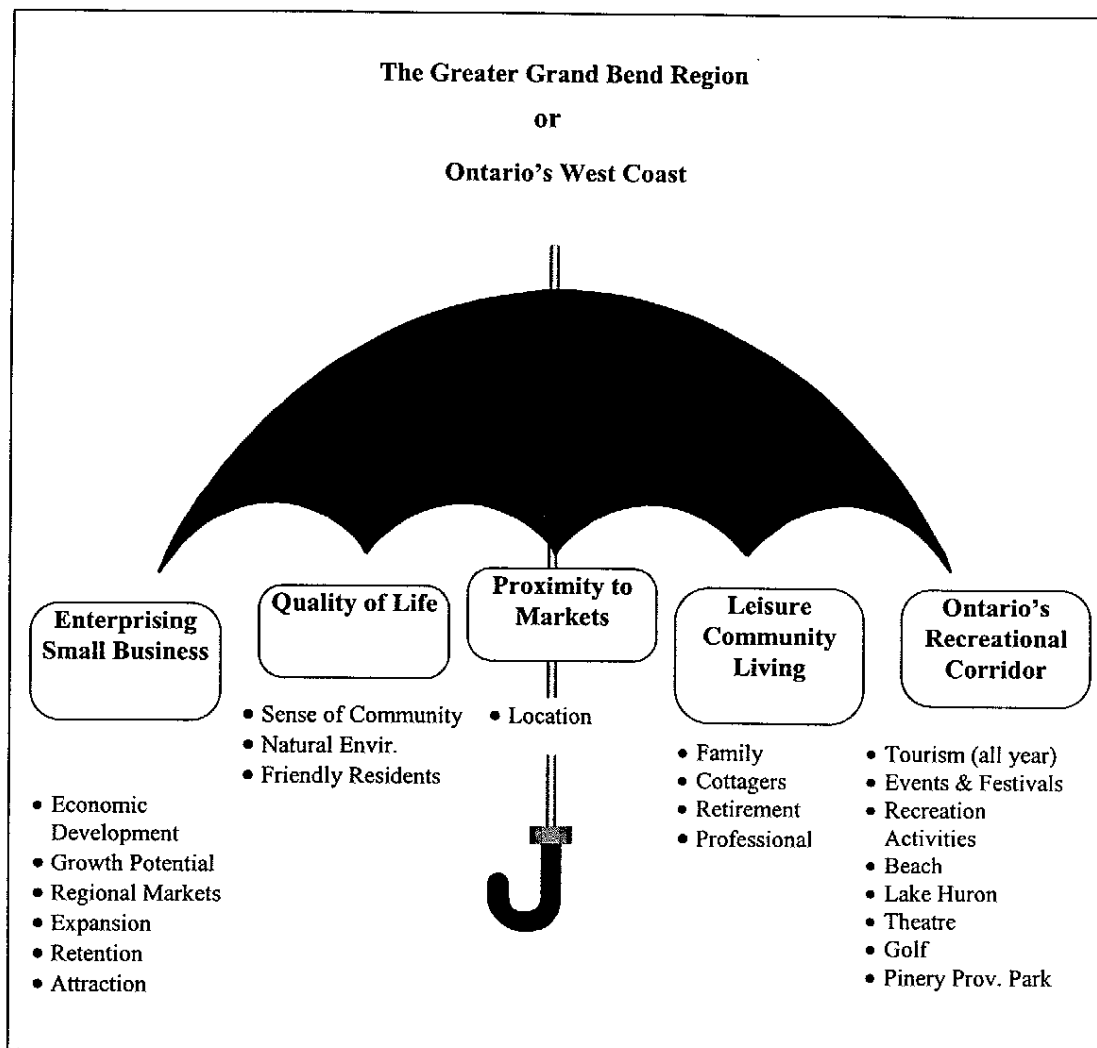 The Greater Grand Bend Region
or
Ontario's West Coast
Enterprising
Small Business
• Economic
Development
• Growth Potential
• Regional Markets
• Expansion
• Retention
• Attraction
Quality of Life
• Sense of Community
• Natural Envir.
• Friendly Residents
Proximity to
Markets
• Location
Leisure
Community
Living
• Family
• Cottagers
• Retirement
• Professional
Ontario's
Recreational
Corridor
• Tourism (all year)
• Events & Festivals
• Recreation
Activities
• Beach
• Lake Huron
• Theatre
• Golf
• Pinery Prov. Park